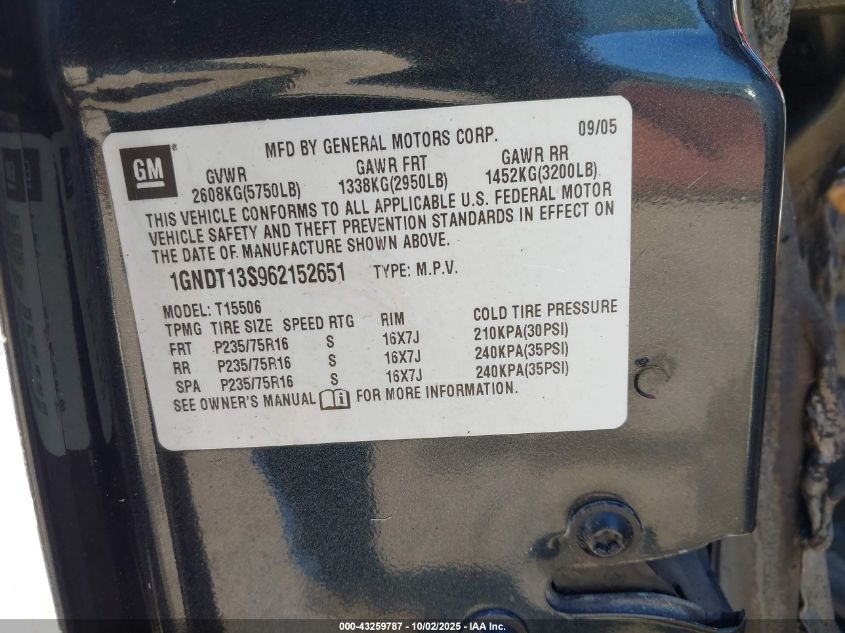 GM
MFD BY GENERAL MOTORS CORP. 09/05
GVWR GAWR FRT GAWR RR
2608KG(5750LB) 1338KG(2950LB) 1452KG(3200LB)
THIS VEHICLE CONFORMS TO ALL APPLICABLE U.S. FEDERAL MOTOR
VEHICLE SAFETY AND THEFT PREVENTION STANDARDS IN EFFECT ON
THE DATE OF MANUFACTURE SHOWN ABOVE.
1GNDT13S962152651 TYPE: M.P.V.
MODEL: T15506
TPMG TIRE SIZE SPEED RTG RIM COLD TIRE PRESSURE
FRT P235/75R16 S 16X7J 210KPA(30PSI)
RR P235/75R16 S 16X7J 240KPA(35PSI)
SPA P235/75R16 S 16X7J 240KPA(35PSI)
SEE OWNER'S MANUAL FOR MORE INFORMATION.
000-43259787 - 10/02/2025 - IAA Inc.